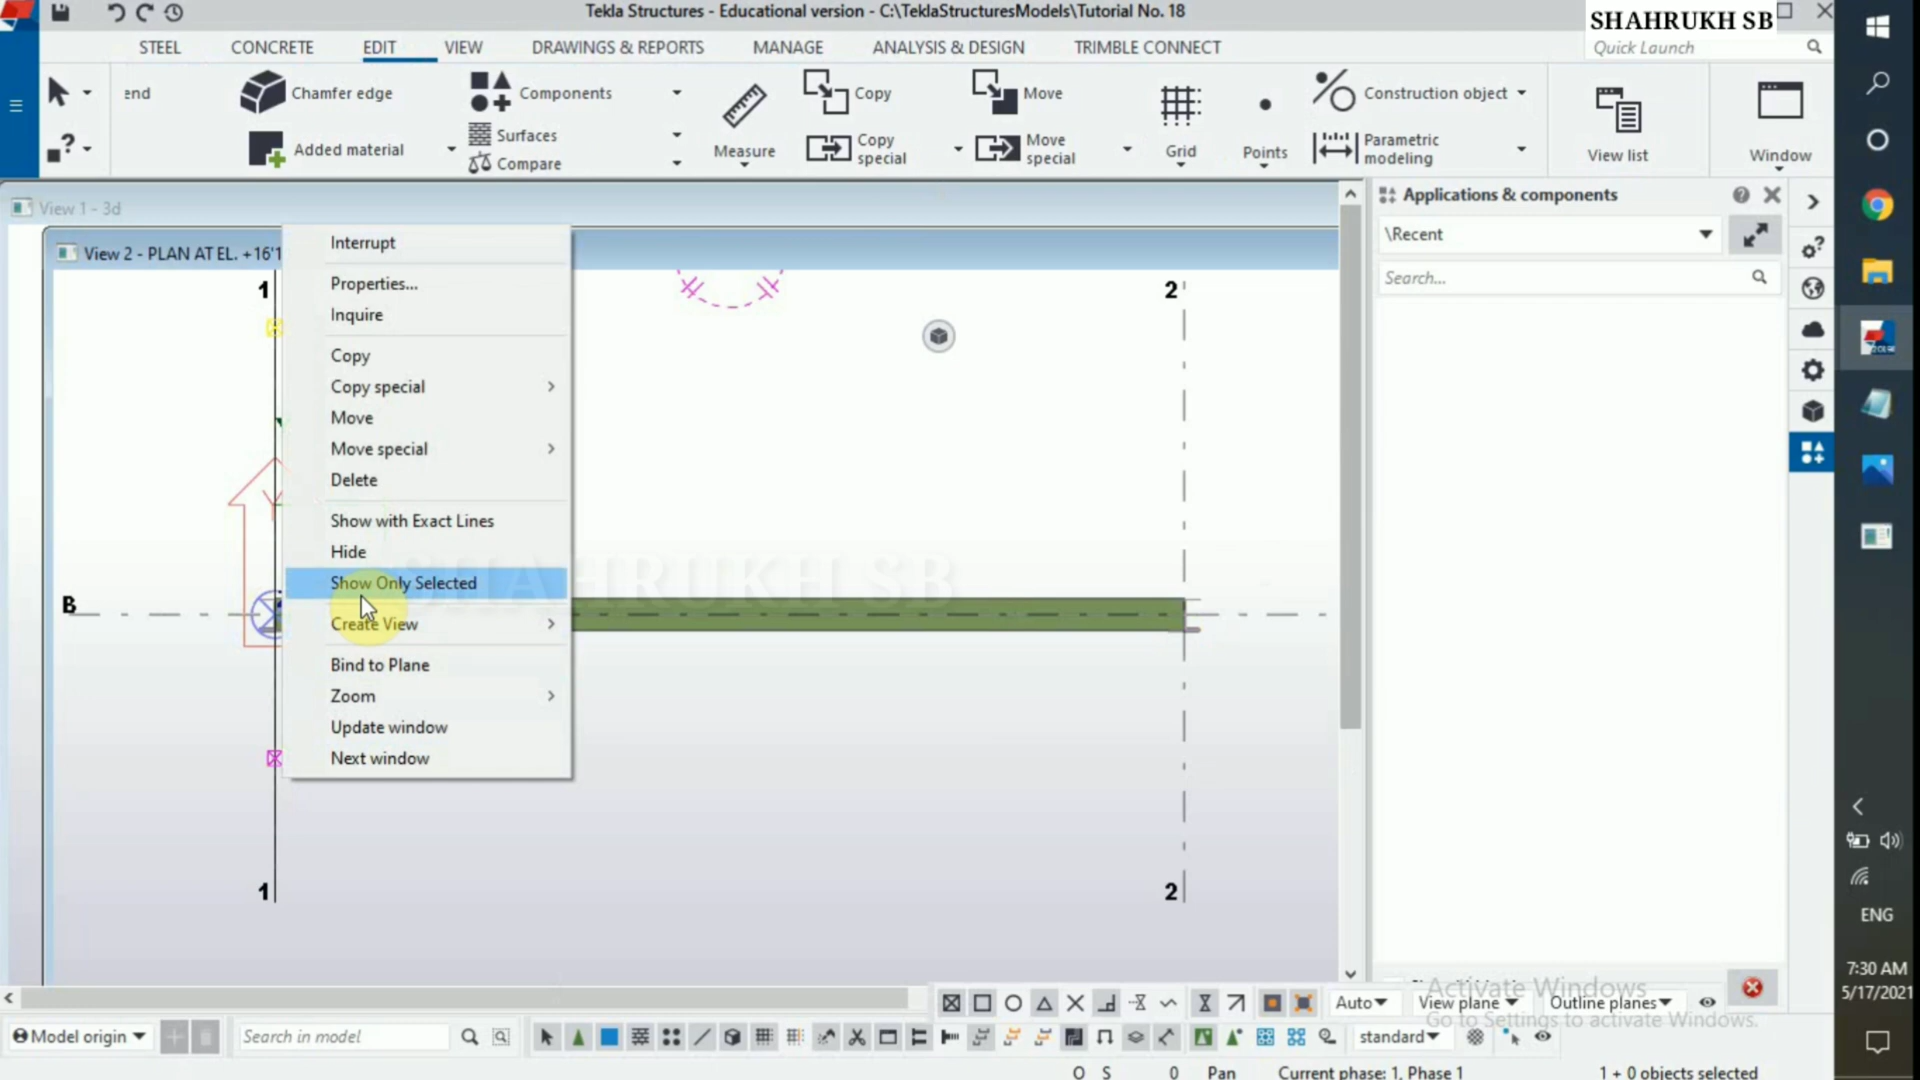 Tekla Structures - Educational version - C:\TeklaStructuresModels\Tutorial No. 18
SHAHRUKH SB
STEEL
CONCRETE
EDIT
VIEW
DRAWINGS & REPORTS
MANAGE
ANALYSIS & DESIGN
TRIMBLE CONNECT
Quick Launch
end
Chamfer edge
Added material
Components
Surfaces
Compare
Measure
Copy
Copy special
Move
Move special
Grid
Points
Construction object
Parametric modeling
View list
Window
View 1 - 3d
View 2 - PLAN AT EL. +16'1
Applications & components
\Recent
Search...
Interrupt
Properties...
Inquire
Copy
Copy special
Move
Move special
Delete
Show with Exact Lines
Hide
Show Only Selected
Create View
Bind to Plane
Zoom
Update window
Next window
1
2
Y
B
SHAHRUKH SB
1
2
ENG
7:30 AM
5/17/2021
Activate Windows
Go to Settings to activate Windows.
Auto
View plane
Outline planes
Model origin
Search in model
standard
O
S
0
Pan
Current phase: 1, Phase 1
1 + 0 objects selected